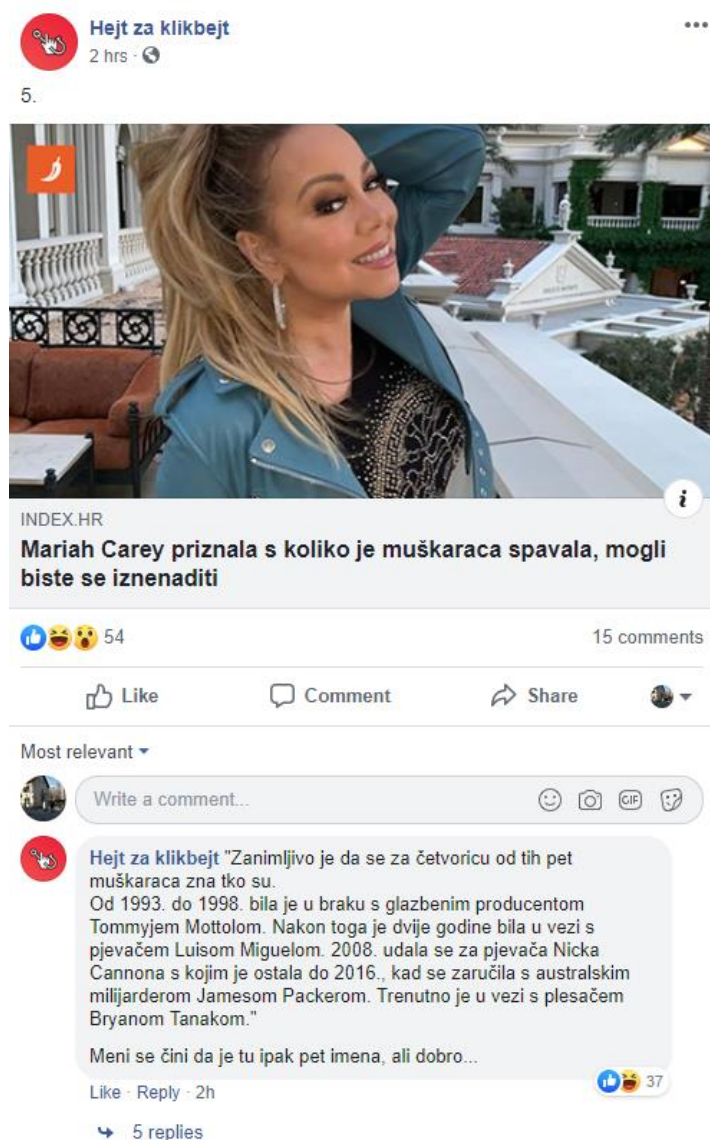 Hejt za klikbejt
2 hrs ·
5.
INDEX.HR
Mariah Carey priznala s koliko je muškaraca spavala, mogli
biste se iznenaditi
54
15 comments
Like
Comment
Share
Most relevant
Write a comment...
GIF
Hejt za klikbejt "Zanimljivo je da se za četvoricu od tih pet
muškaraca zna tko su.
Od 1993. do 1998. bila je u braku s glazbenim producentom
Tommyjem Mottolom. Nakon toga je dvije godine bila u vezi s
pjevačem Luisom Miguelom. 2008. udala se za pjevača Nicka
Cannona s kojim je ostala do 2016., kad se zaručila s australskim
milijarderom Jamesom Packerom. Trenutno je u vezi s plesačem
Bryanom Tanakom."
Meni se čini da je tu ipak pet imena, ali dobro...
37
Like · Reply · 2h
5 replies